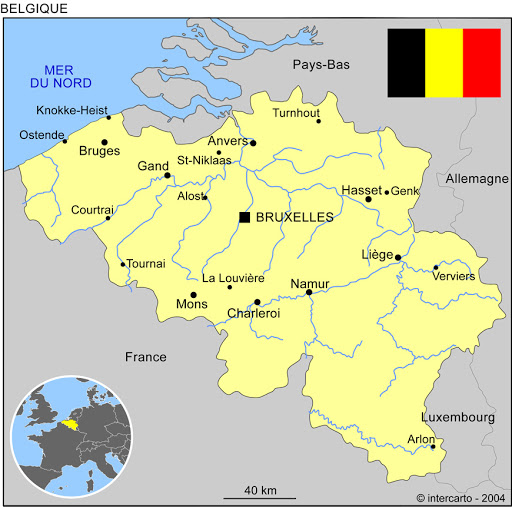 BELGIQUE
MER
DU NORD
Pays-Bas
Knokke-Heist
Turnhout
Ostende
Bruges
Anvers
St-Niklaas
Gand
Allemagne
Alost
Hasset
Genk
Courtrai
BRUXELLES
Liège
Tournai
Verviers
La Louvière
Namur
Mons
Charleroi
France
Luxembourg
Arlon
40 km
© intercarto - 2004